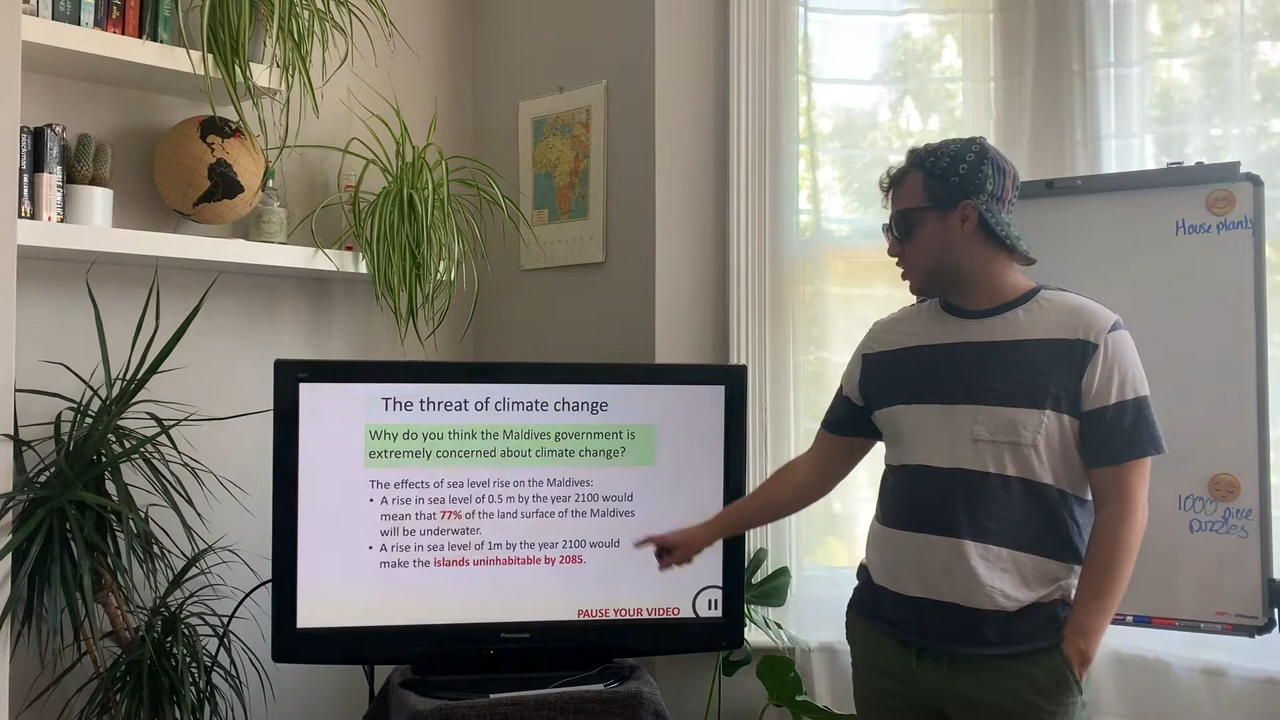 House plants
The threat of climate change
Why do you think the Maldives government is
extremely concerned about climate change?
The effects of sea level rise on the Maldives:
• A rise in sea level of 0.5 m by the year 2100 would
mean that 77% of the land surface of the Maldives
will be underwater.
• A rise in sea level of 1m by the year 2100 would
make the islands uninhabitable by 2085.
PAUSE YOUR VIDEO
Panasonic
1000 piece
puzzles